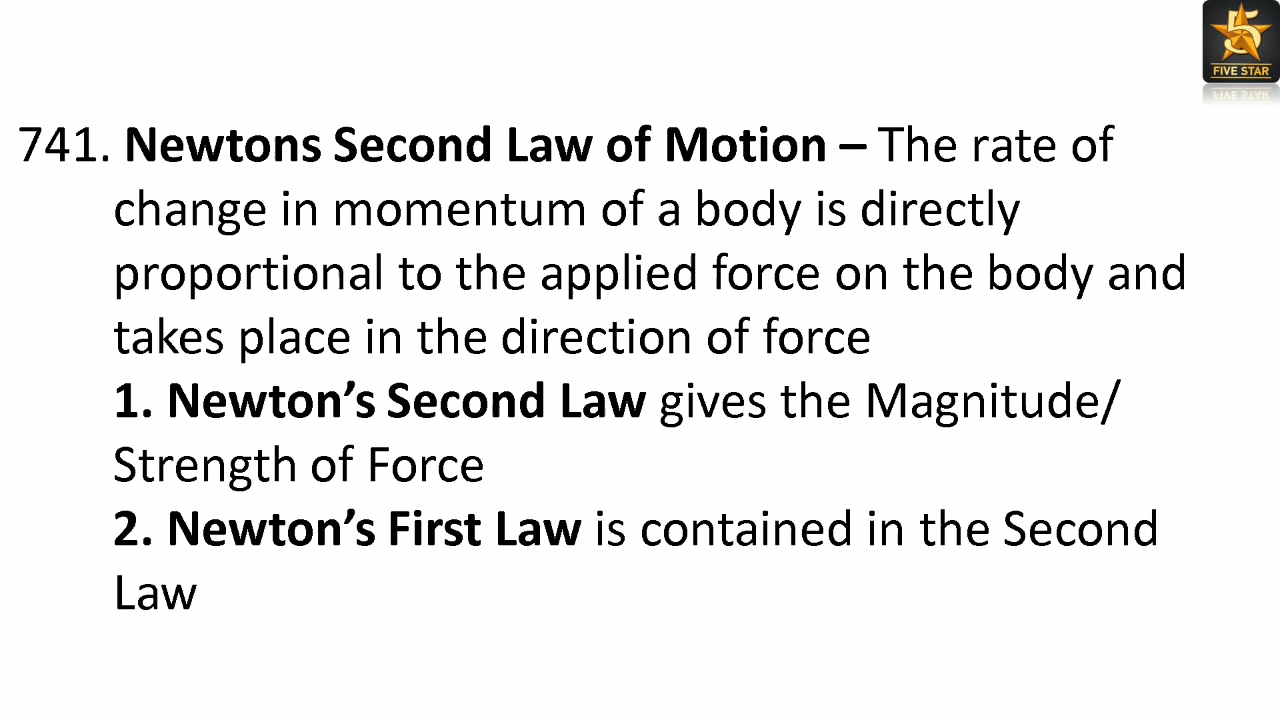 5
FIVE STAR
741. Newtons Second Law of Motion – The rate of
change in momentum of a body is directly
proportional to the applied force on the body and
takes place in the direction of force
1. Newton’s Second Law gives the Magnitude/
Strength of Force
2. Newton’s First Law is contained in the Second
Law